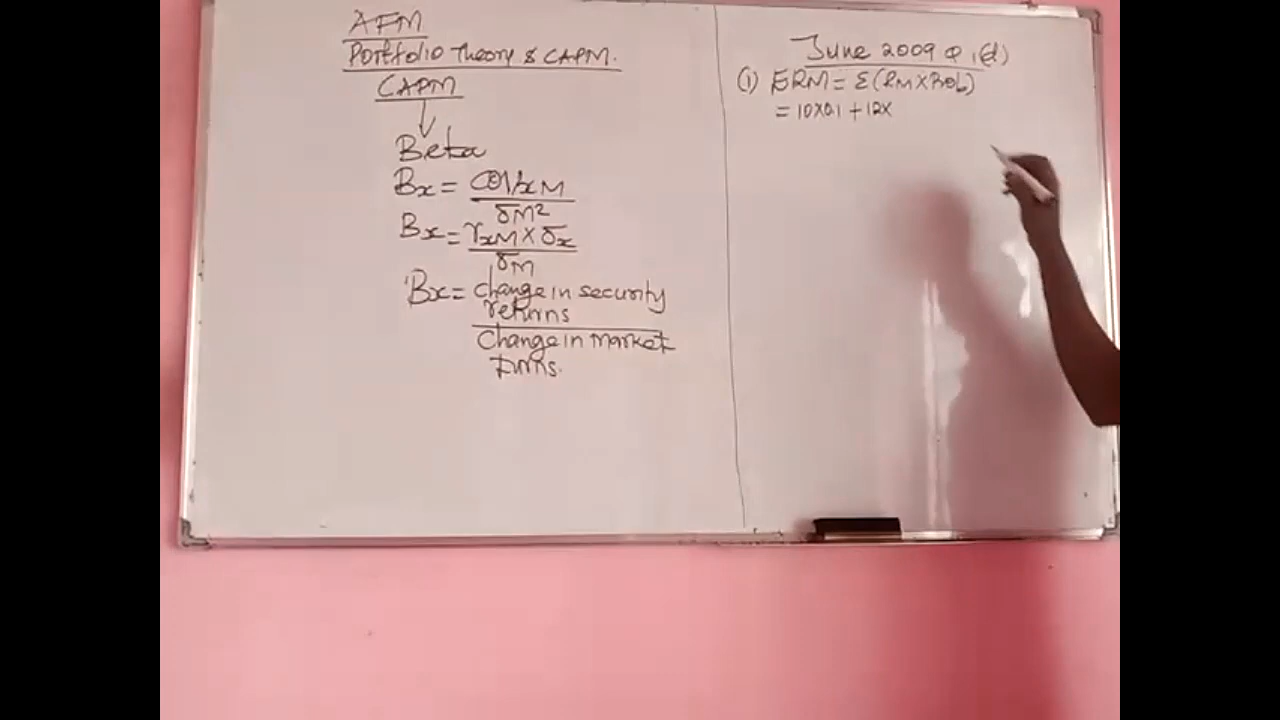 AFM
Portfolio Theory & CAPM.
CAPM
Beta
Bx = COVxM
δM²
Bx = rxM × δx
δM
Bx = change in security
returns
Change in market
June 2009 Q 1(d)
(1) ERM = Σ(RM × Prob)
= 10×0.1 + 12×